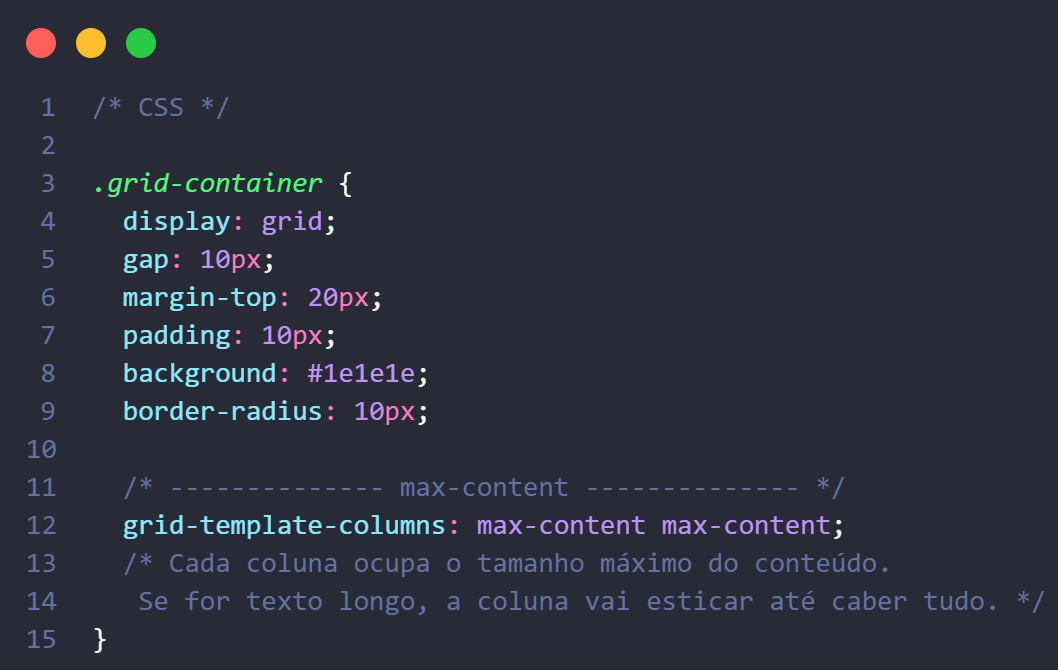 1 /* CSS */
2
3 .grid-container {
4 display: grid;
5 gap: 10px;
6 margin-top: 20px;
7 padding: 10px;
8 background: #1e1e1e;
9 border-radius: 10px;
10
11 /* -------------- max-content -------------- */
12 grid-template-columns: max-content max-content;
13 /* Cada coluna ocupa o tamanho máximo do conteúdo.
14 Se for texto longo, a coluna vai esticar até caber tudo. */
15 }